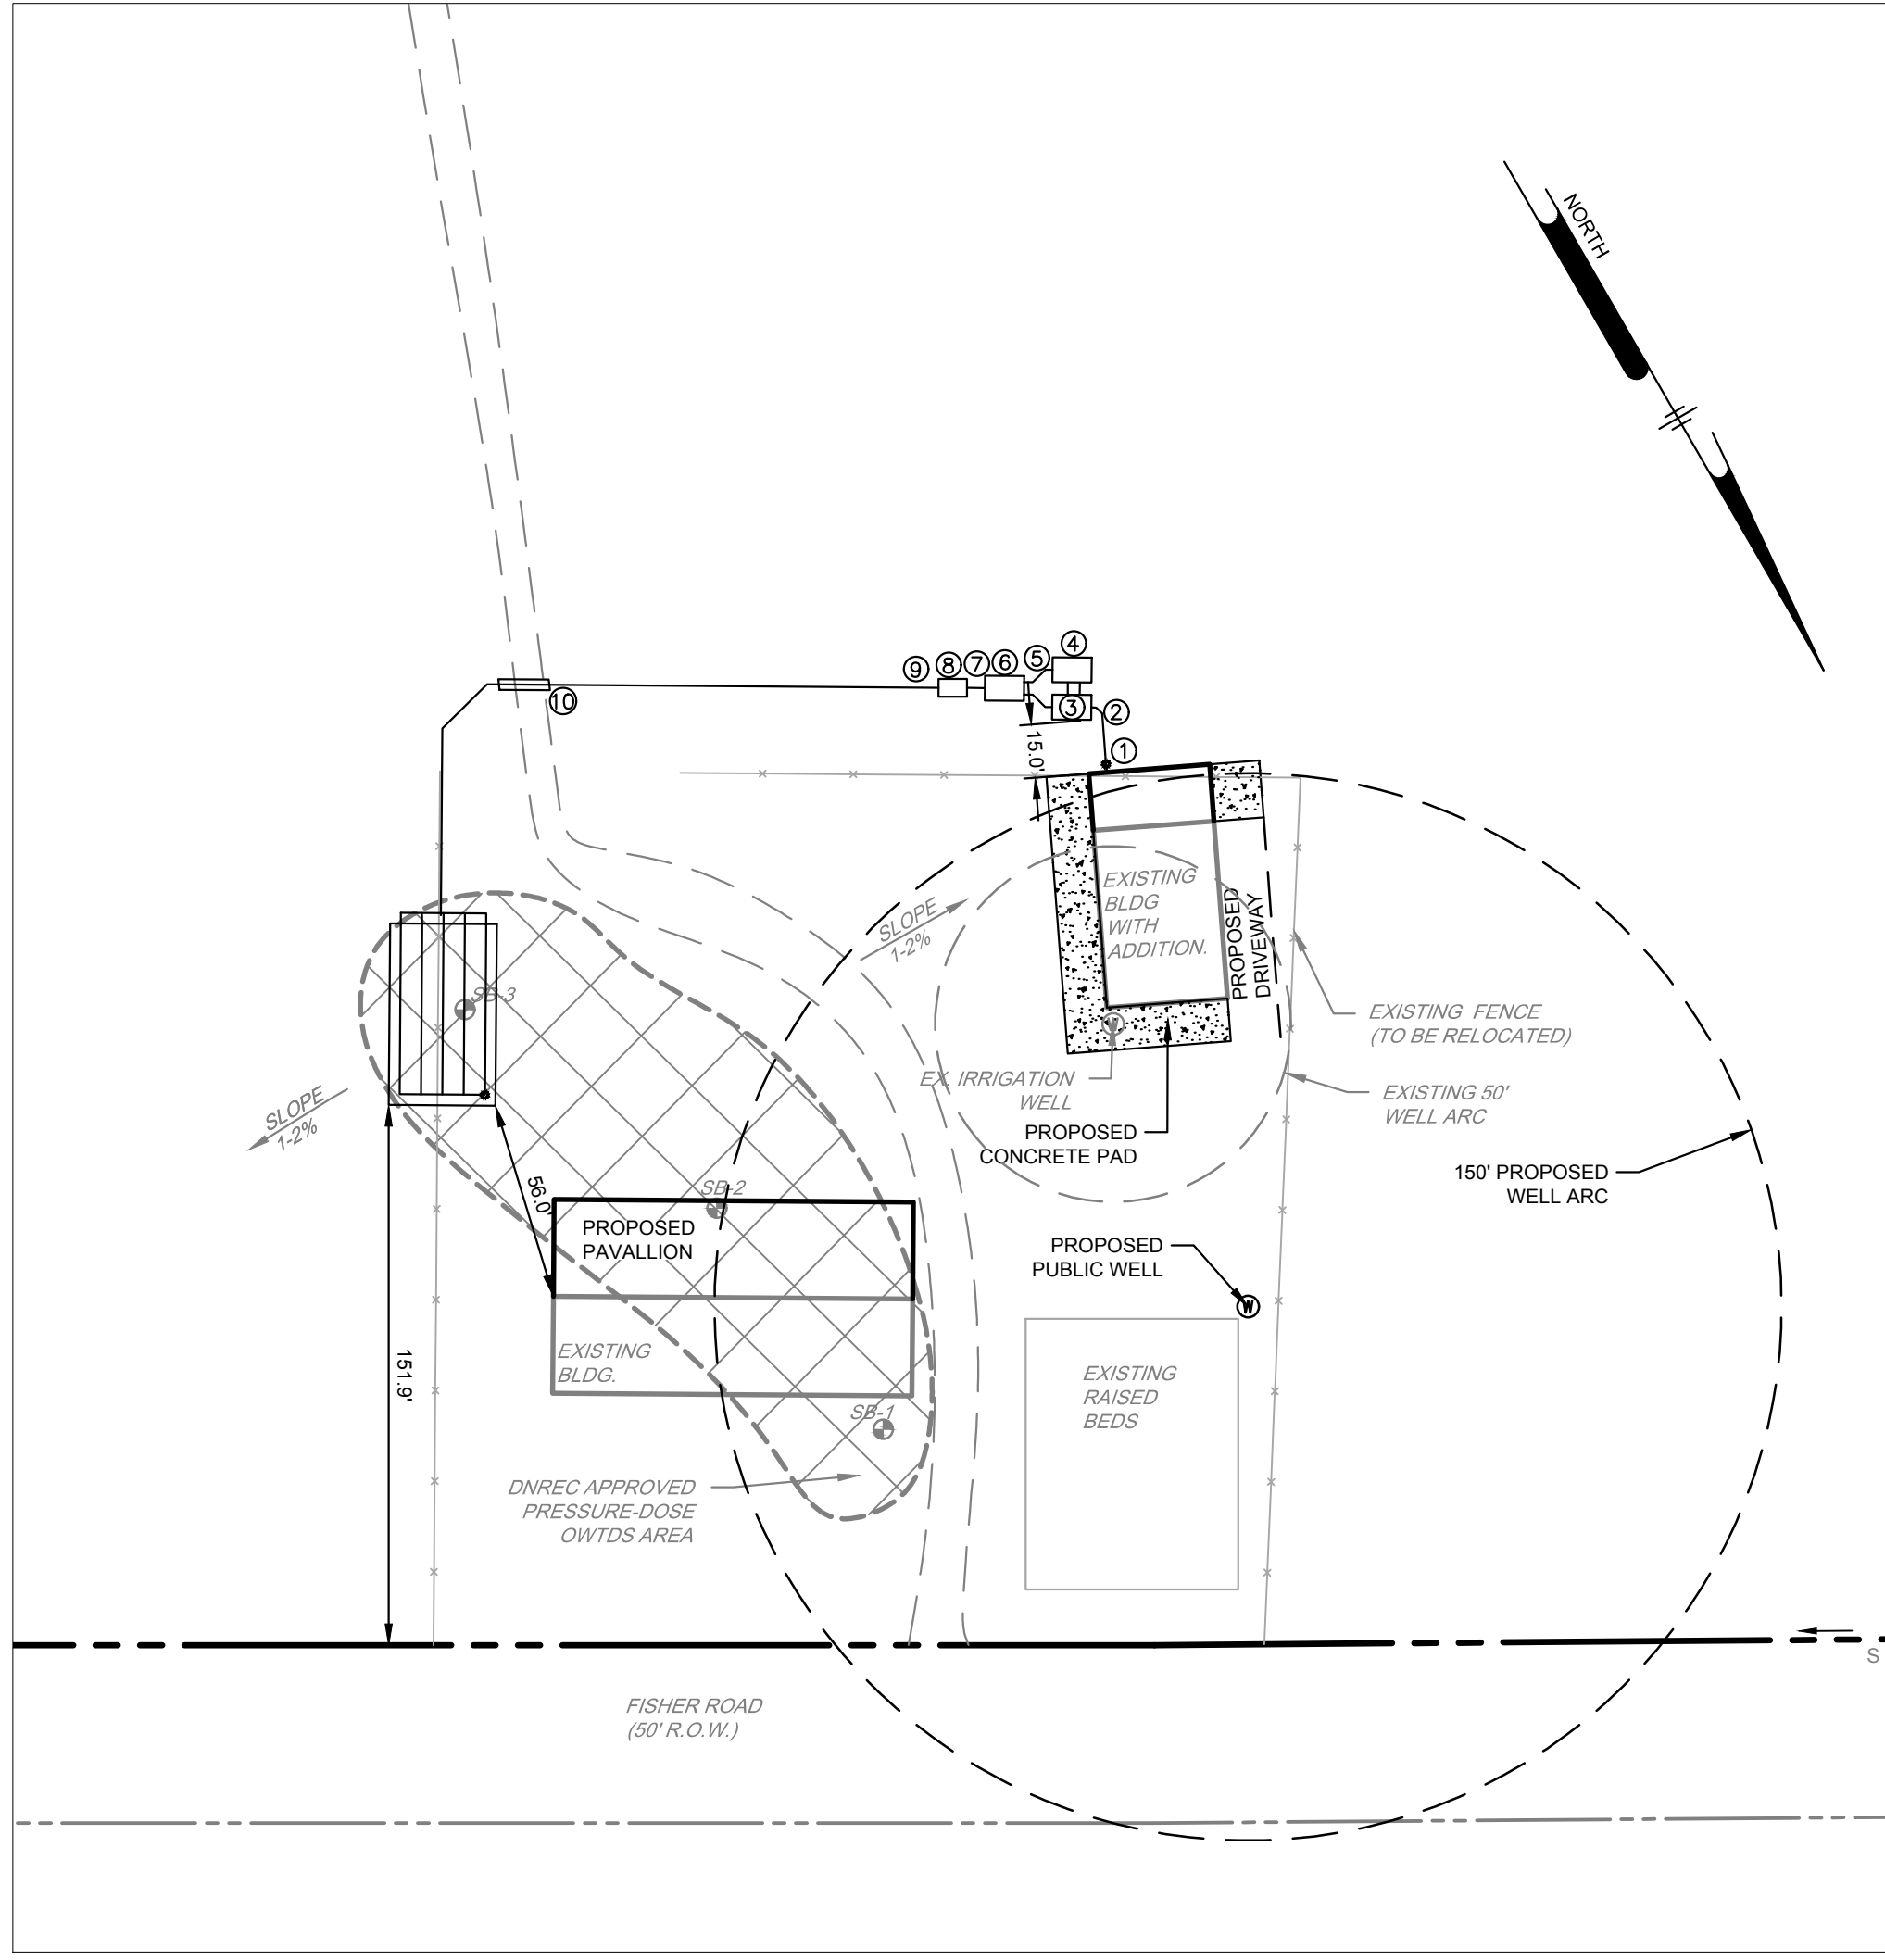 NORTH
④
⑤
⑥
⑦
⑧
⑨
⑩
③
②
①
15.0'
EXISTING
BLDG
WITH
ADDITION.
PROPOSED
DRIVEWAY
SLOPE
1-2%
SB-3
EXISTING FENCE
(TO BE RELOCATED)
EX. IRRIGATION
WELL
W
EXISTING 50'
WELL ARC
SLOPE
1-2%
PROPOSED
CONCRETE PAD
150' PROPOSED
WELL ARC
56.0'
SB-2
PROPOSED
PAVALLION
PROPOSED
PUBLIC WELL
W
EXISTING
BLDG.
151.9'
EXISTING
RAISED
BEDS
SB-1
DNREC APPROVED
PRESSURE-DOSE
OWTDS AREA
S
FISHER ROAD
(50' R.O.W.)